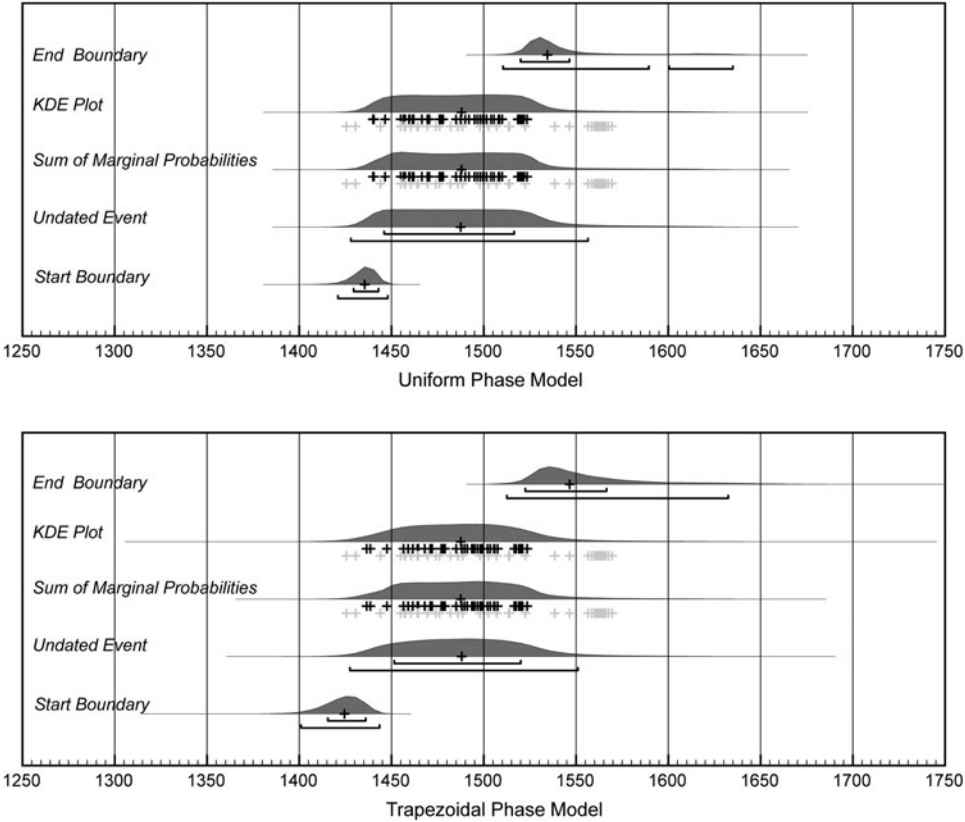 End Boundary
KDE Plot
Sum of Marginal Probabilities
Undated Event
Start Boundary
1250 1300 1350 1400 1450 1500 1550 1600 1650 1700 1750
Uniform Phase Model
End Boundary
KDE Plot
Sum of Marginal Probabilities
Undated Event
Start Boundary
1250 1300 1350 1400 1450 1500 1550 1600 1650 1700 1750
Trapezoidal Phase Model